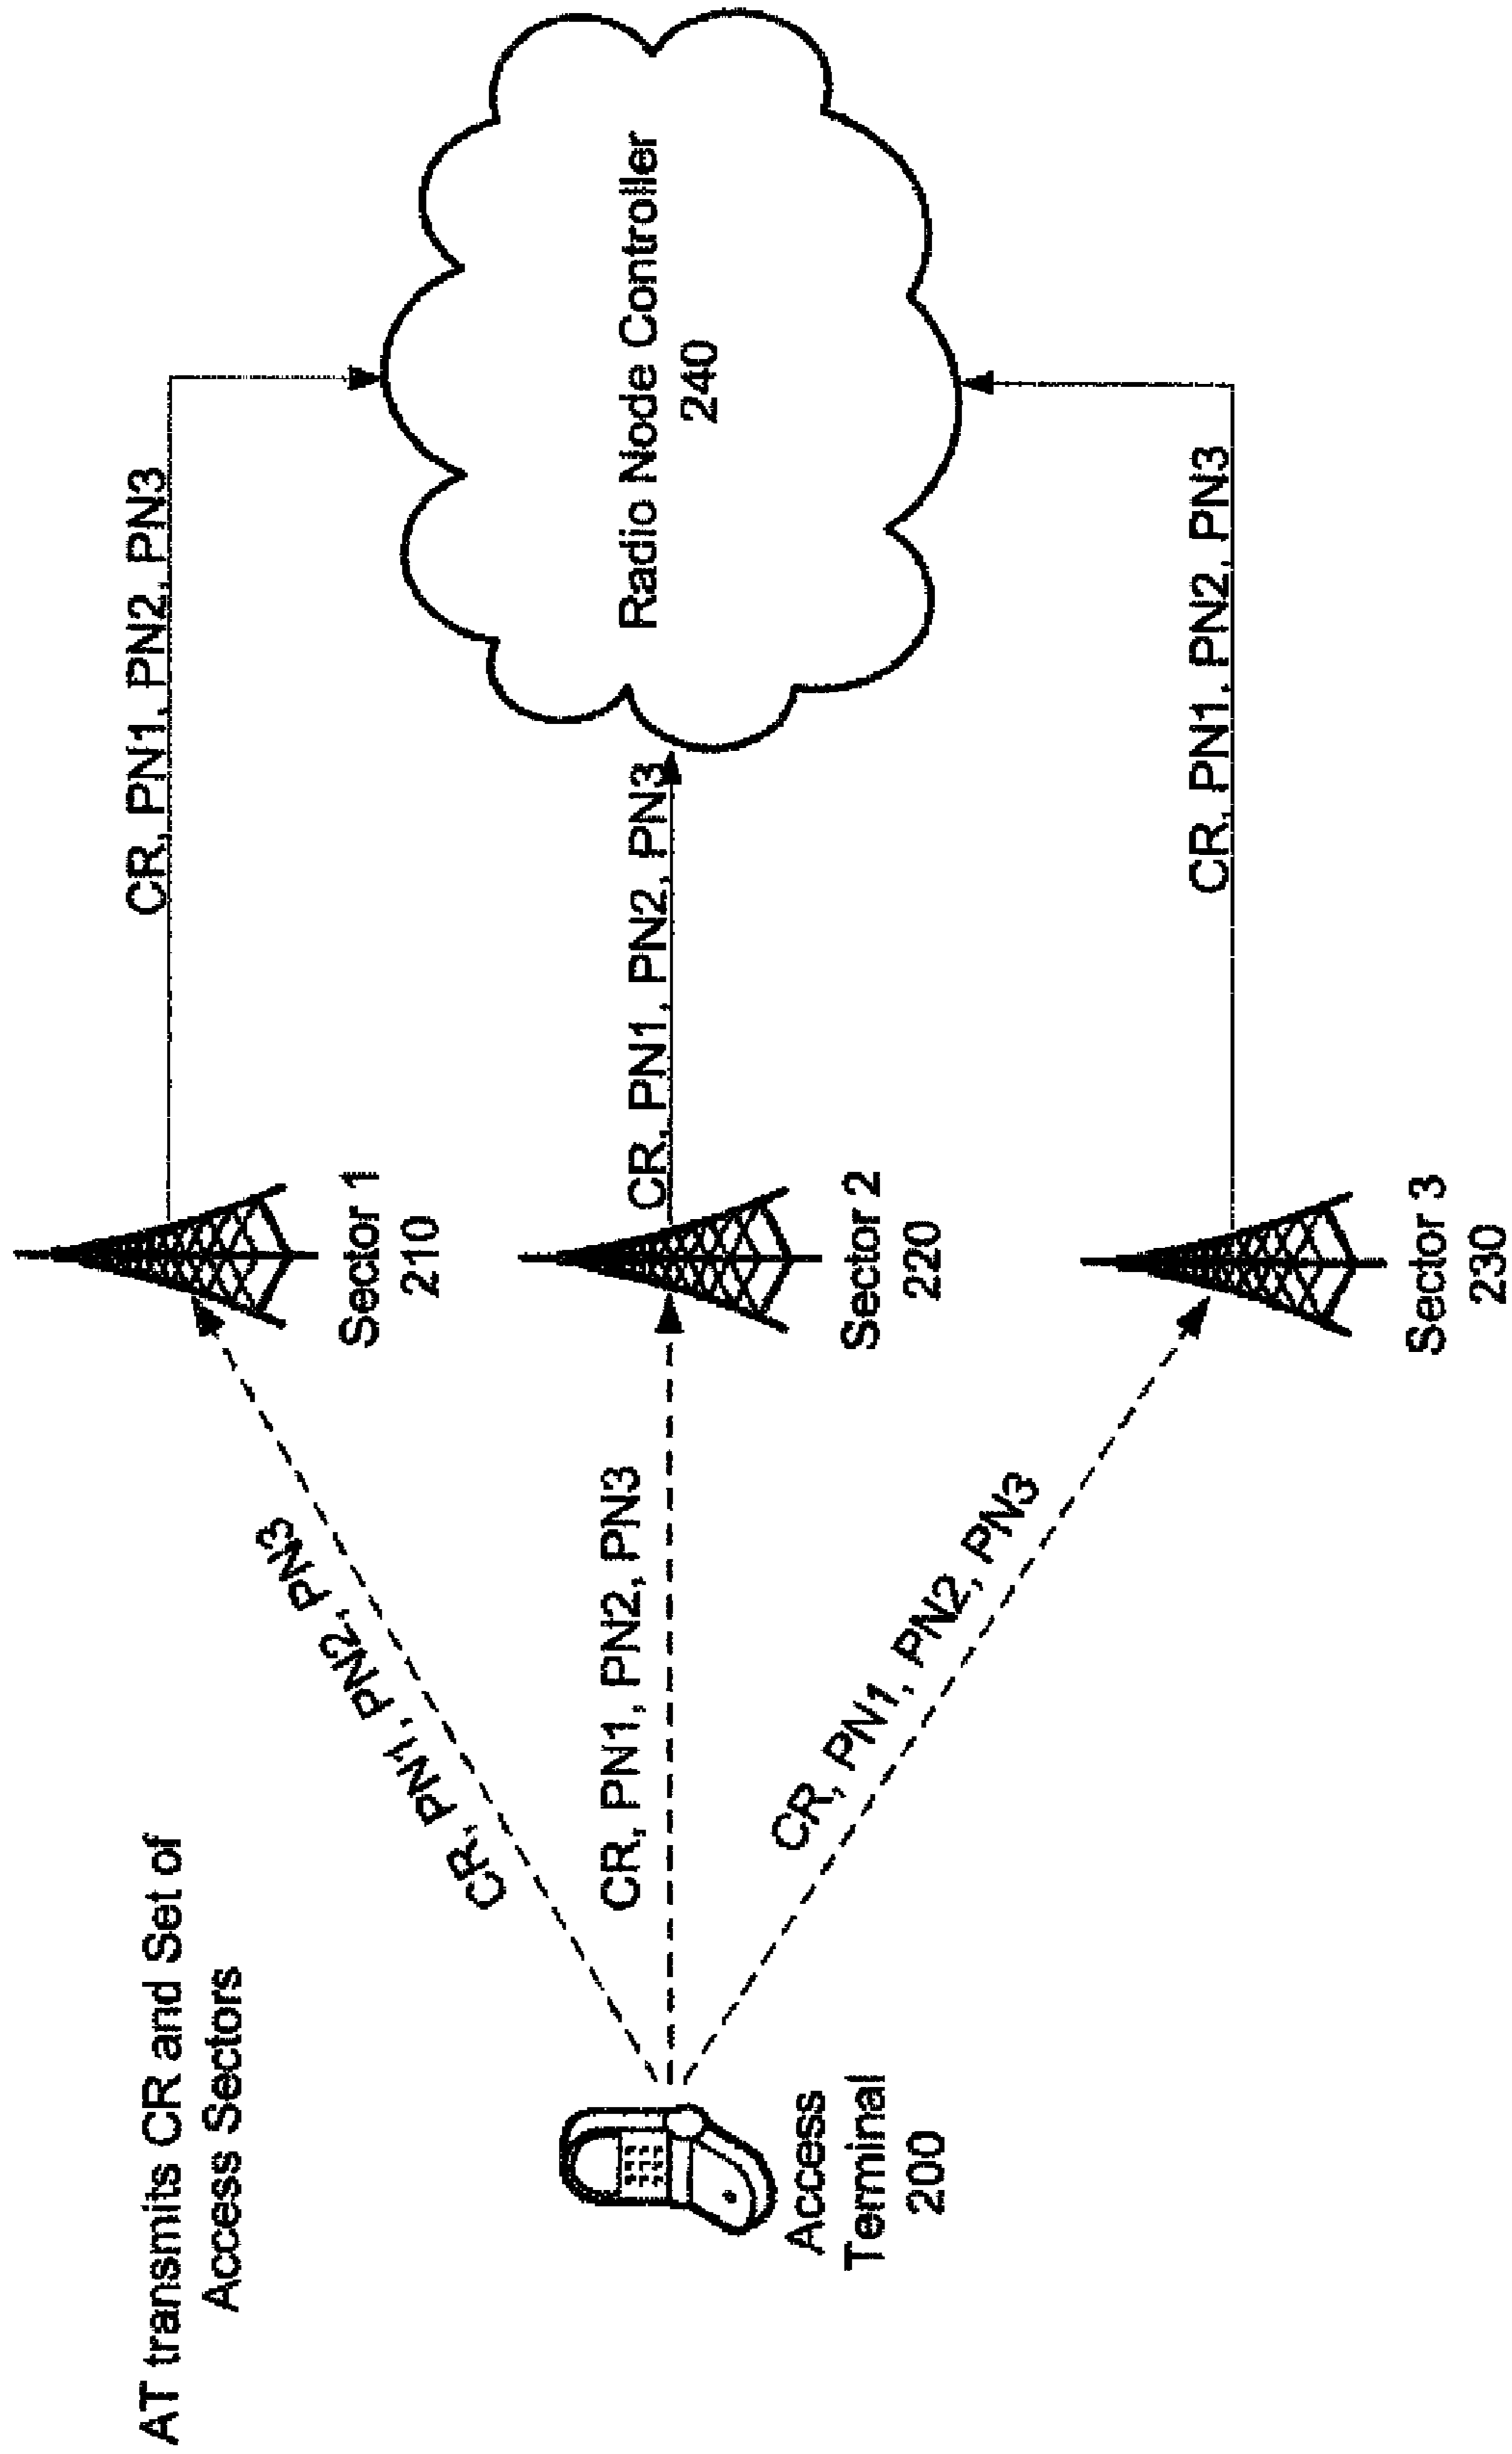 AT transmits CR and Set of
Access Sectors
CR, PN1, PN2, PN3
CR, PN1, PN2, PN3
CR, PN1, PN2, PN3
Access
Terminal
200
Sector 1
210
Sector 2
220
Sector 3
230
CR, PN1, PN2, PN3
CR, PN1, PN2, PN3
CR, PN1, PN2, PN3
Radio Node Controller
240